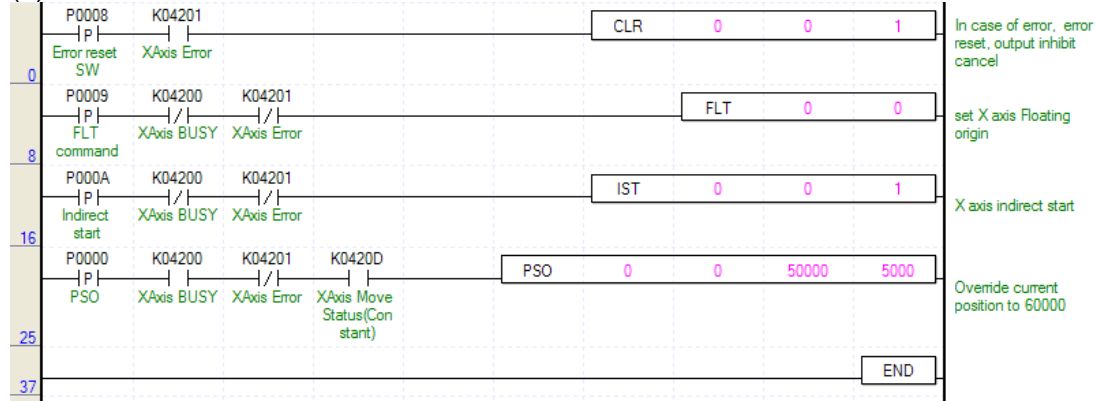 P0008 K04201
P CLR 0 0 1 In case of error, error
reset, output inhibit
cancel
Error reset XAxis Error
SW
0
P0009 K04200 K04201
P FLT 0 0 set X axis Floating
origin
FLT XAxis BUSY XAxis Error
command
8
P000A K04200 K04201
P IST 0 0 1 X axis indirect start
Indirect XAxis BUSY XAxis Error
start
16
P0000 K04200 K04201 K0420D
P PSO 0 0 50000 5000 Override current
position to 60000
PSO XAxis BUSY XAxis Error XAxis Move
Status(Con
stant)
25
END
37